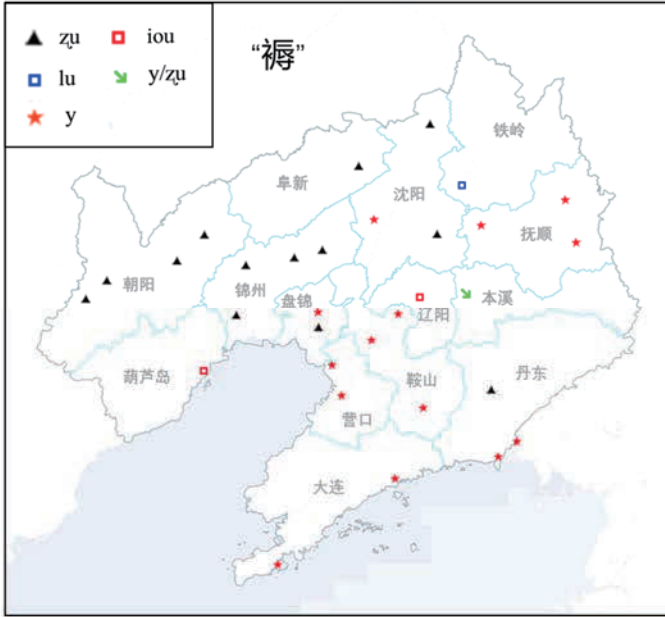 ʐu iou
“褥”
lu y/ʐu
y
铁岭
阜新
沈阳
抚顺
朝阳
锦州
盘锦
辽阳
本溪
葫芦岛
鞍山
丹东
营口
大连